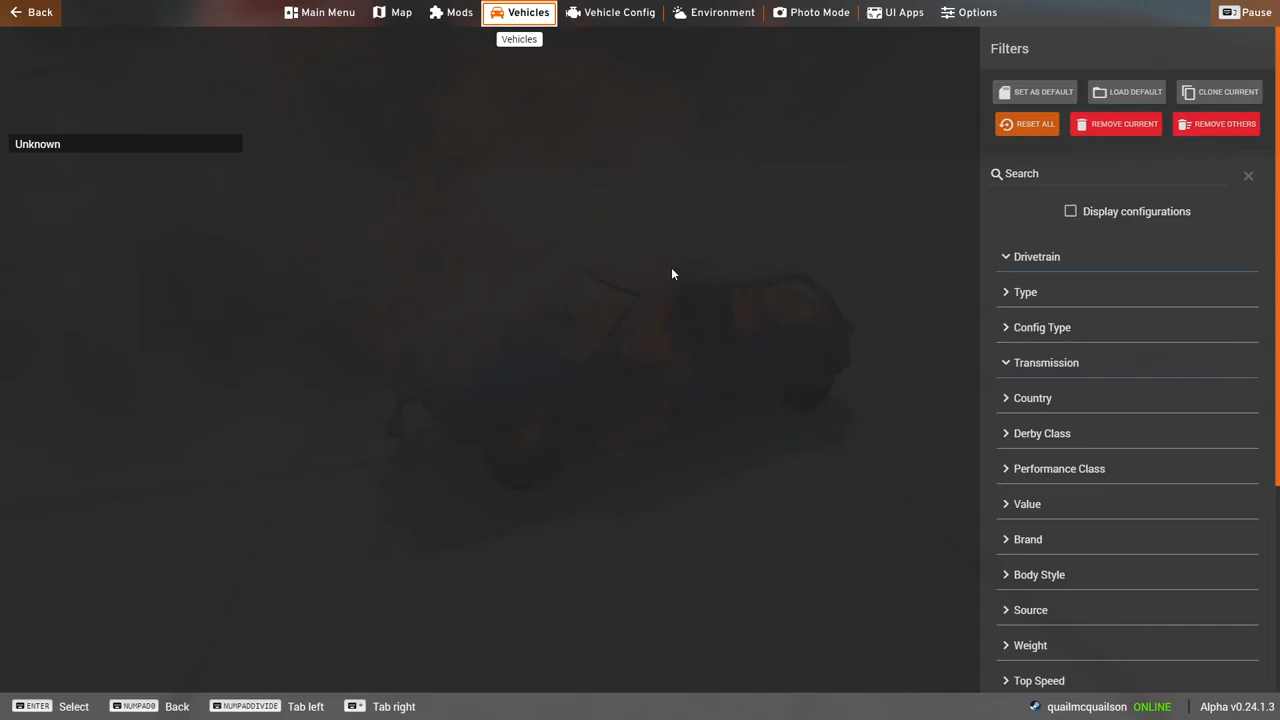 Back
Main Menu
Map
Mods
Vehicles
Vehicle Config
Environment
Photo Mode
UI Apps
Options
Pause
Vehicles
Filters
SET AS DEFAULT
LOAD DEFAULT
CLONE CURRENT
RESET ALL
REMOVE CURRENT
REMOVE OTHERS
Unknown
Search
Display configurations
Drivetrain
Type
Config Type
Transmission
Country
Derby Class
Performance Class
Value
Brand
Body Style
Source
Weight
Top Speed
ENTER Select
NUMPAD0 Back
NUMPADDIVIDE Tab left
* Tab right
quailmcquailson ONLINE
Alpha v0.24.1.3